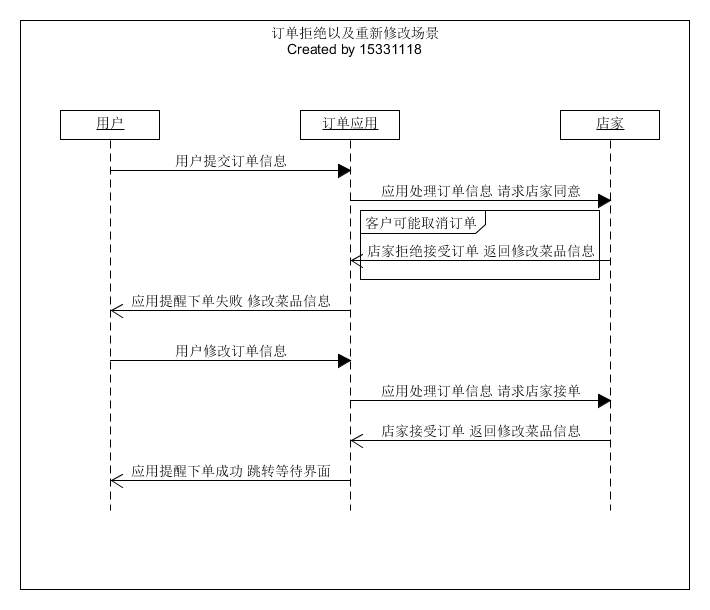 订单拒绝以及重新修改场景
Created by 15331118
用户
订单应用
店家
用户提交订单信息
应用处理订单信息 请求店家同意
客户可能取消订单
店家拒绝接受订单 返回修改菜品信息
应用提醒下单失败 修改菜品信息
用户修改订单信息
应用处理订单信息 请求店家接单
店家接受订单 返回修改菜品信息
应用提醒下单成功 跳转等待界面